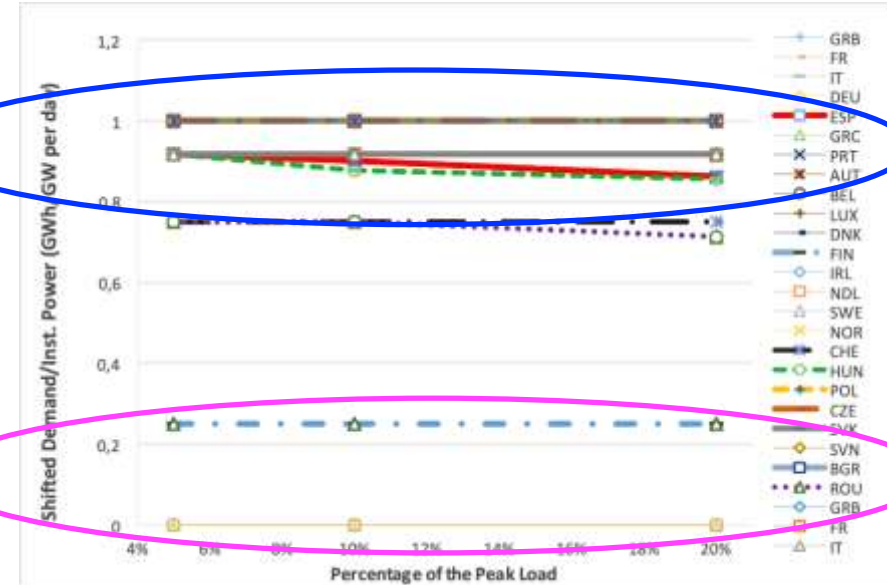 Shifted Demand/Inst. Power (GWh/GW per day)
1,2
1
0,8
0,6
0,4
0,2
0
4%
6%
8%
10%
12%
14%
16%
18%
20%
Percentage of the Peak Load
GRB
FR
IT
DEU
ESP
GRC
PRT
AUT
BEL
LUX
DNK
FIN
IRL
NDL
SWE
NOR
CHE
HUN
POL
CZE
SVK
SVN
BGR
ROU
GRB
FR
IT